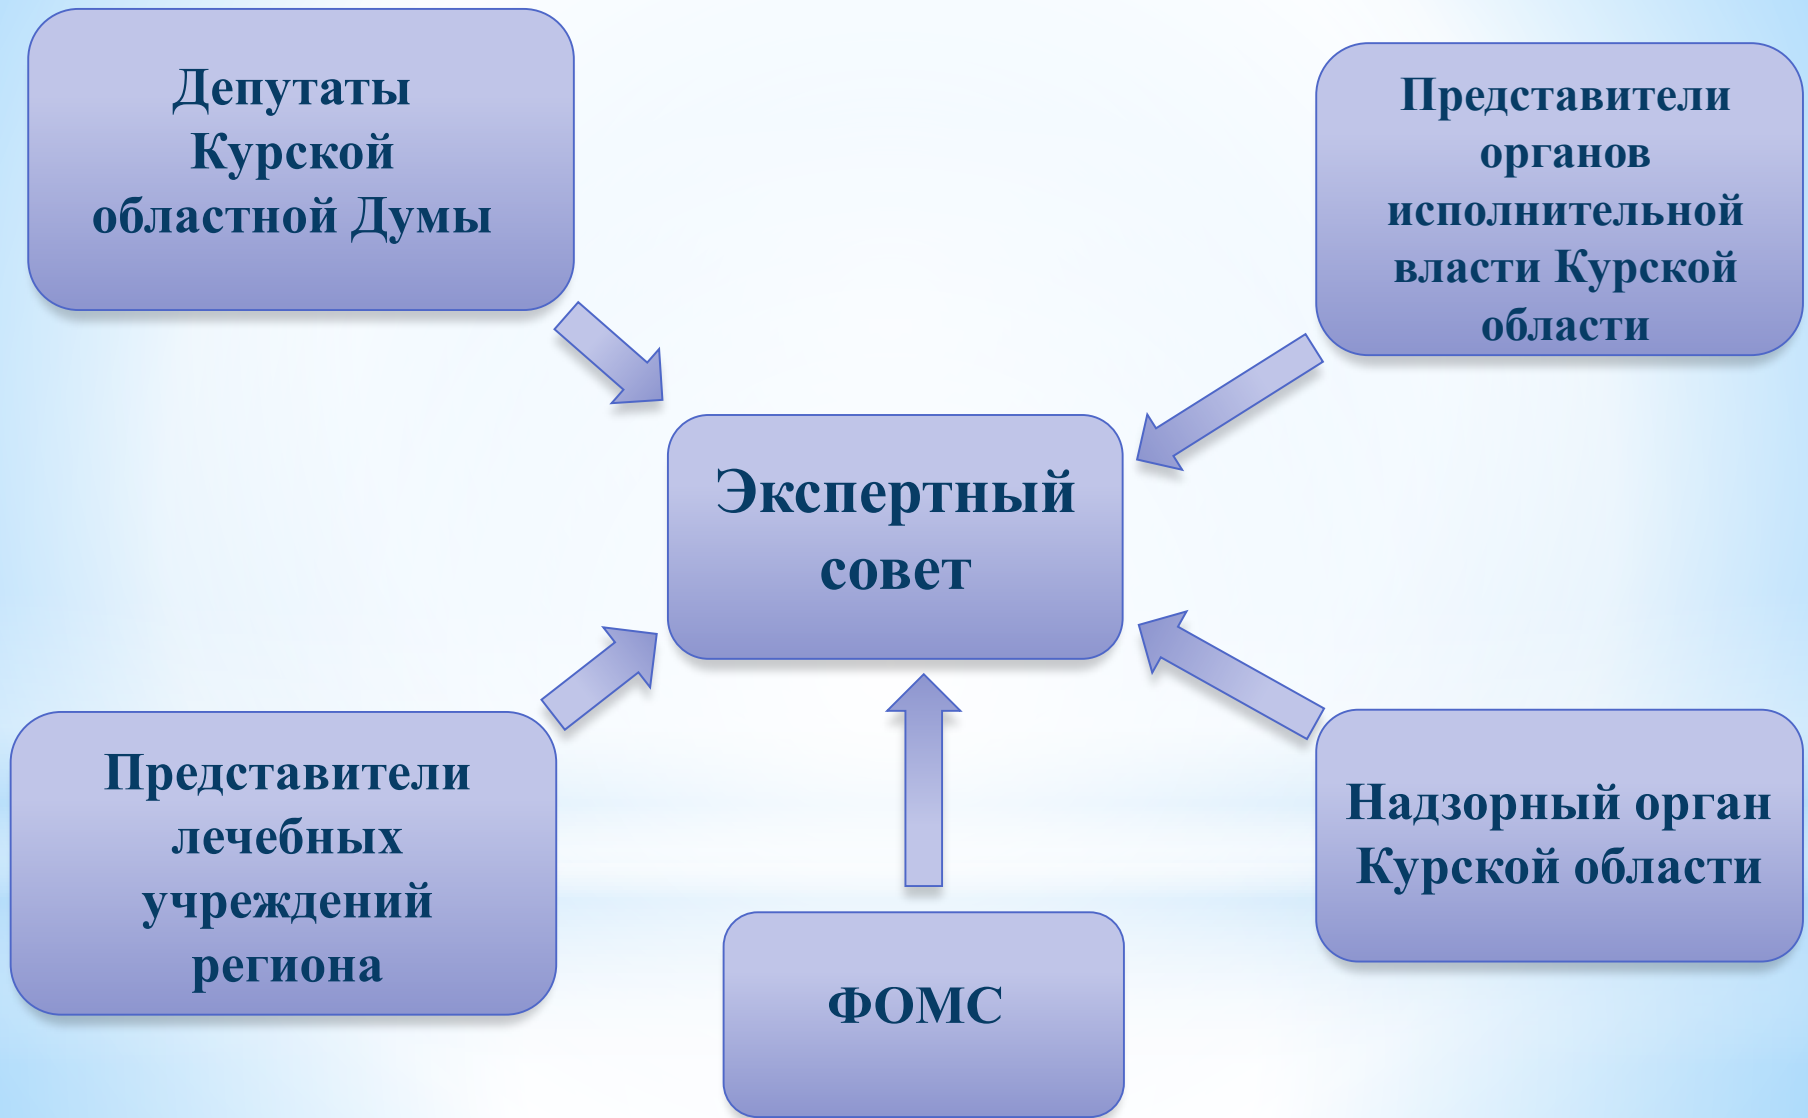 Депутаты
Курской
областной Думы
Представители
органов
исполнительной
власти Курской
области
Экспертный
совет
Представители
лечебных
учреждений
региона
ФОМС
Надзорный орган
Курской области